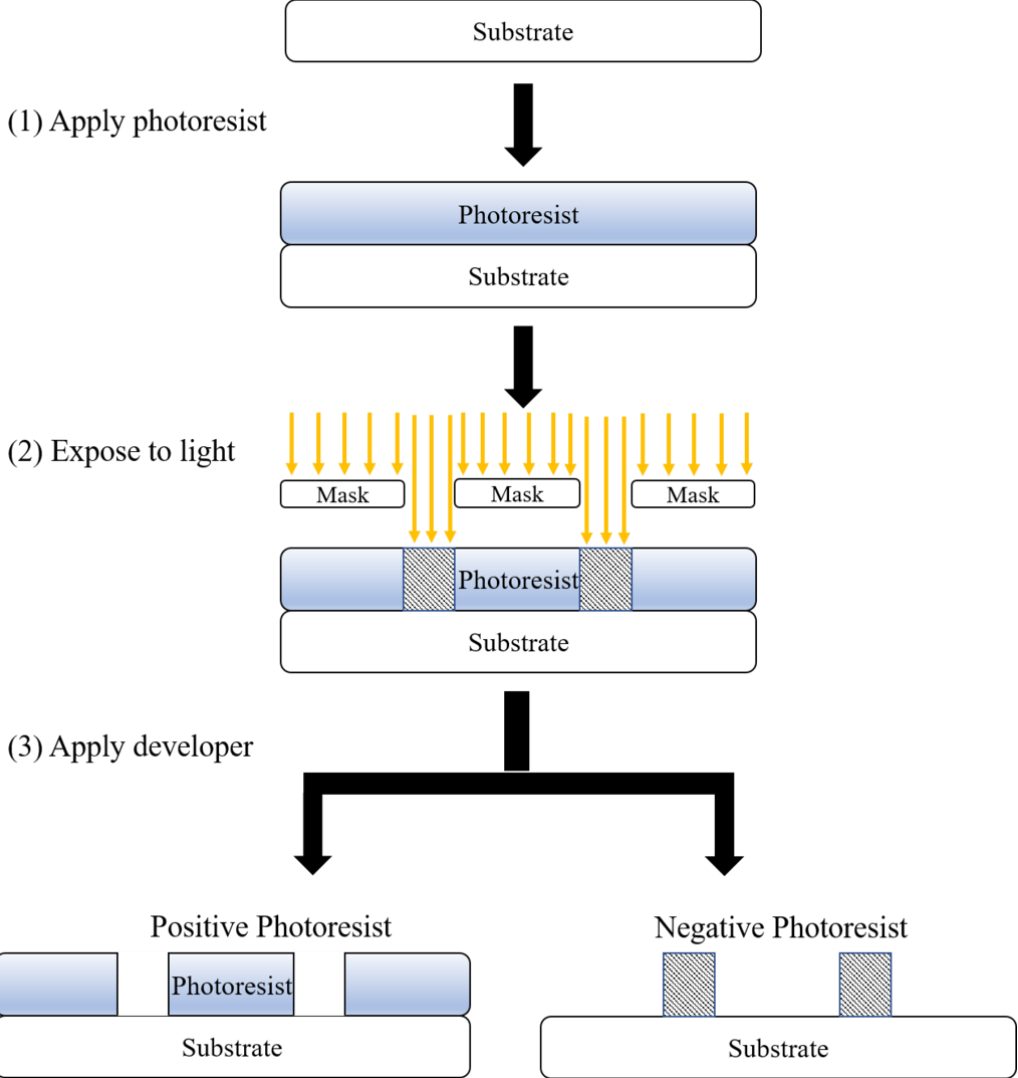 Substrate
(1) Apply photoresist
Photoresist
Substrate
(2) Expose to light
Mask
Mask
Mask
Photoresist
Substrate
(3) Apply developer
Positive Photoresist
Negative Photoresist
Photoresist
Substrate
Substrate